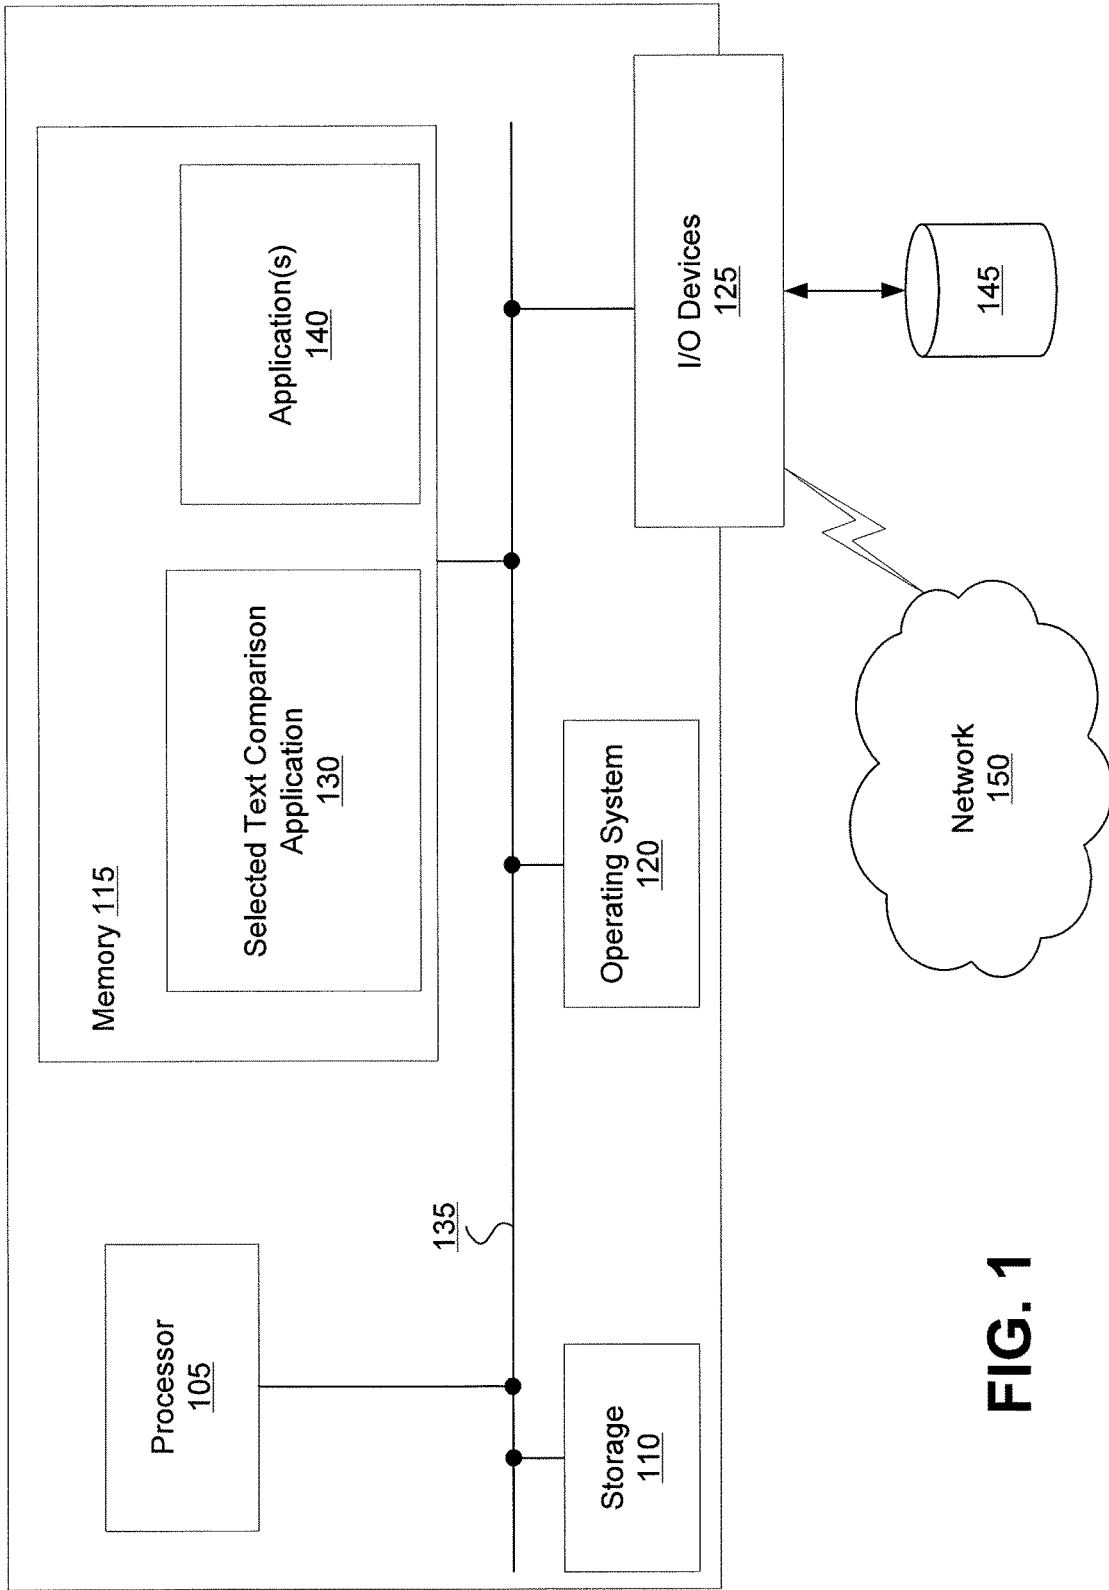 Processor
105
Memory 115
Selected Text Comparison
Application
130
Application(s)
140
135
Storage
110
Operating System
120
I/O Devices
125
Network
150
145
FIG. 1